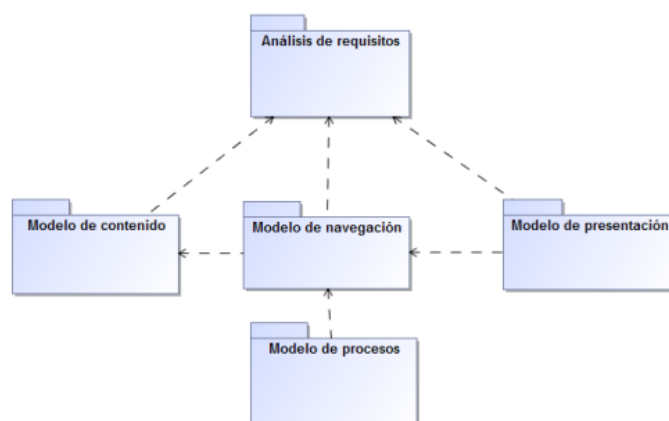 Análisis de requisitos
Modelo de contenido
Modelo de navegación
Modelo de presentación
Modelo de procesos